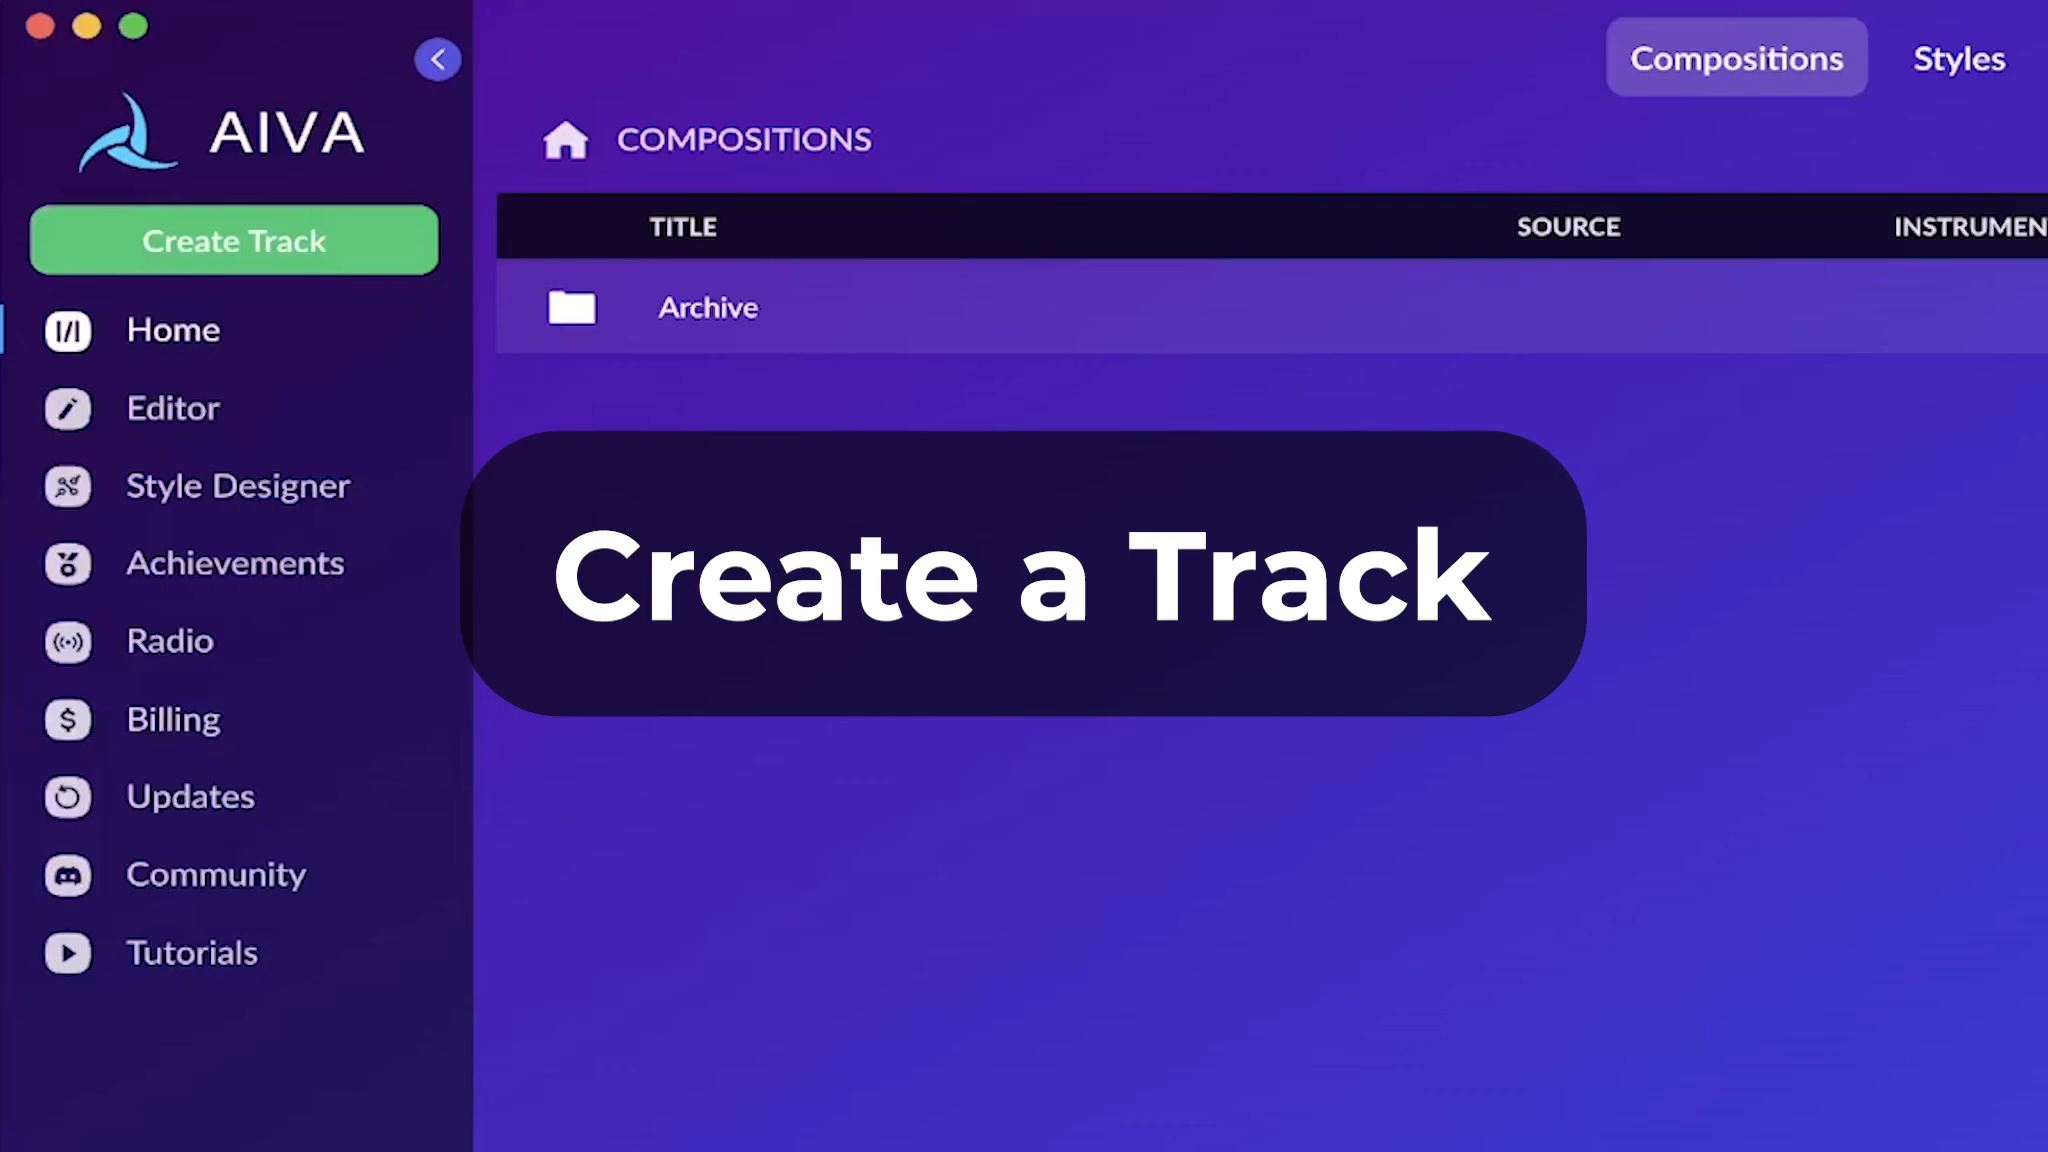 AIVA
Create Track
Home
Editor
Style Designer
Achievements
Radio
Billing
Updates
Community
Tutorials
Compositions
Styles
COMPOSITIONS
TITLE SOURCE INSTRUMEN
Archive
Create a Track